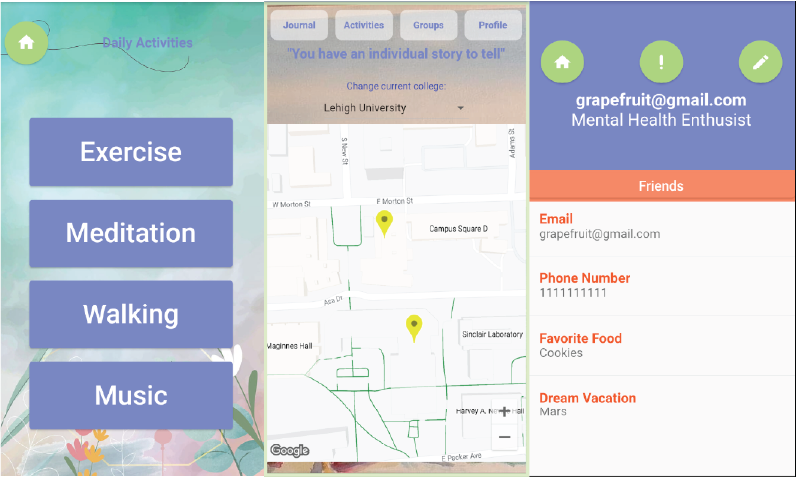 Daily Activities
Exercise
Meditation
Walking
Music
Journal
Activities
Groups
Profile
"You have an individual story to tell"
Change current college:
Lehigh University
S New St
Adams St
W Morton St
E Morton St
Campus Square D
Asa Dr
Sinclair Laboratory
Maginnes Hall
Harvey A.
Hall
E Packer Ave
Google
grapefruit@gmail.com
Mental Health Enthusist
Friends
Email
grapefruit@gmail.com
Phone Number
1111111111
Favorite Food
Cookies
Dream Vacation
Mars